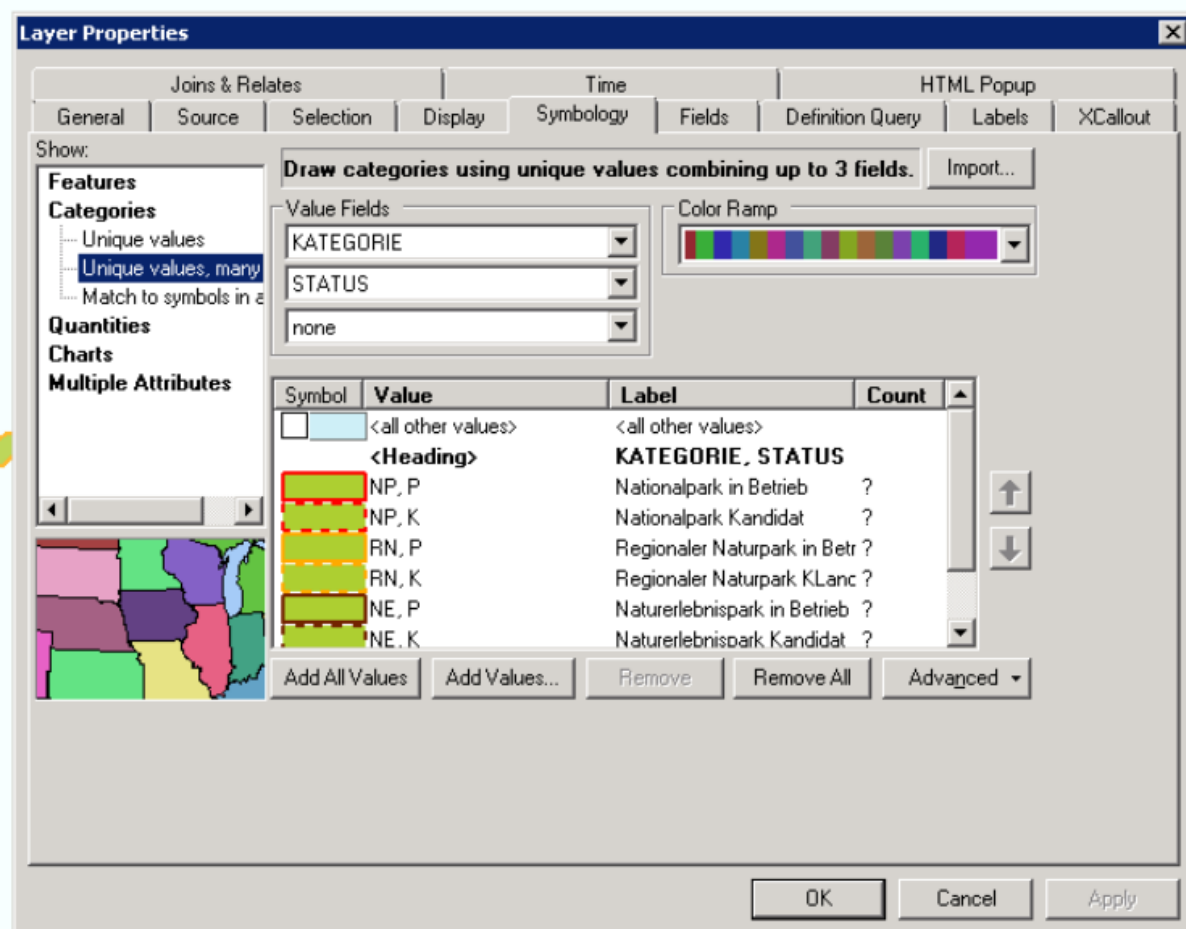 Layer Properties
Joins & Relates Time HTML Popup
General Source Selection Display Symbology Fields Definition Query Labels XCallout
Show:
Features
Categories
Unique values
Unique values, many
Match to symbols in a
Quantities
Charts
Multiple Attributes
Draw categories using unique values combining up to 3 fields.
Import...
Value Fields
KATEGORIE
STATUS
none
Color Ramp
Symbol Value Label Count
<all other values> <all other values>
<Heading> KATEGORIE, STATUS
NP, P Nationalpark in Betrieb ?
NP, K Nationalpark Kandidat ?
RN, P Regionaler Naturpark in Betr ?
RN, K Regionaler Naturpark KLanc ?
NE, P Naturerlebnispark in Betrieb ?
NE, K Naturerlebnispark Kandidat ?
Add All Values Add Values... Remove Remove All Advanced
OK Cancel Apply